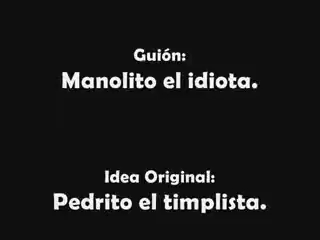 Guión:
Manolito el idiota.
Idea Original:
Pedrito el timplista.